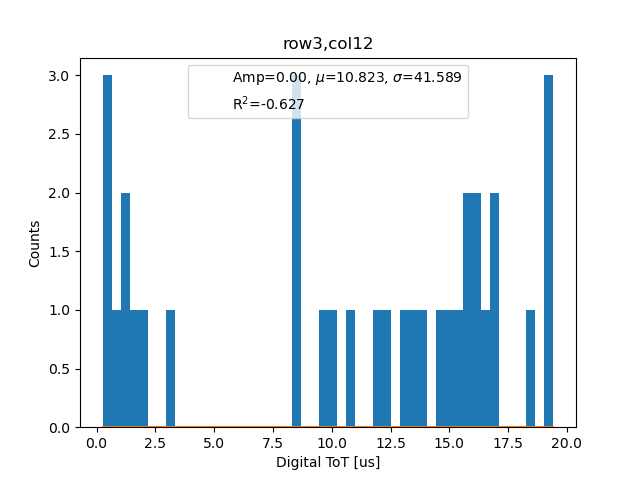 row3,col12
Amp=0.00, μ=10.823, σ=41.589
R²=-0.627
3.0
2.5
2.0
1.5
1.0
0.5
0.0
Counts
0.0 2.5 5.0 7.5 10.0 12.5 15.0 17.5 20.0
Digital ToT [us]